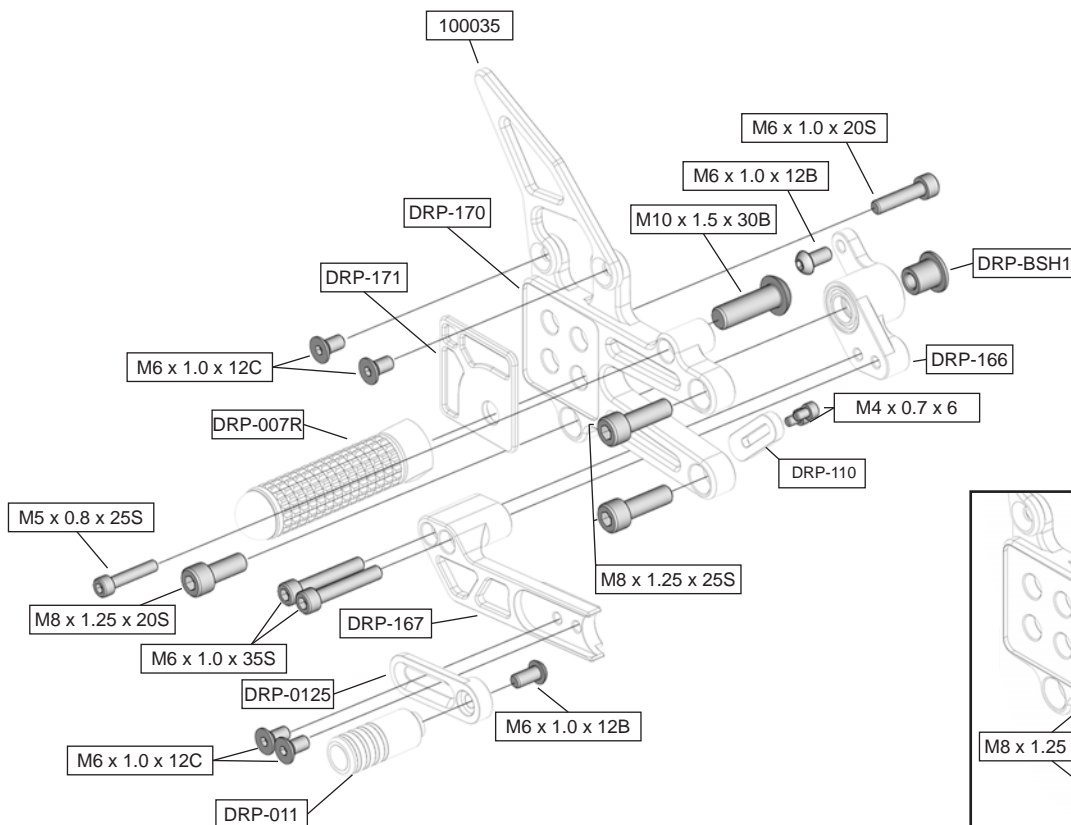 100035
M6 x 1.0 x 20S
M6 x 1.0 x 12B
DRP-170
M10 x 1.5 x 30B
DRP-BSH1
DRP-171
M6 x 1.0 x 12C
DRP-166
M4 x 0.7 x 6
DRP-007R
DRP-110
M5 x 0.8 x 25S
M8 x 1.25 x 25S
M8 x 1.25 x 20S
DRP-167
M6 x 1.0 x 35S
DRP-0125
M6 x 1.0 x 12B
M8 x 1.25
M6 x 1.0 x 12C
DRP-011